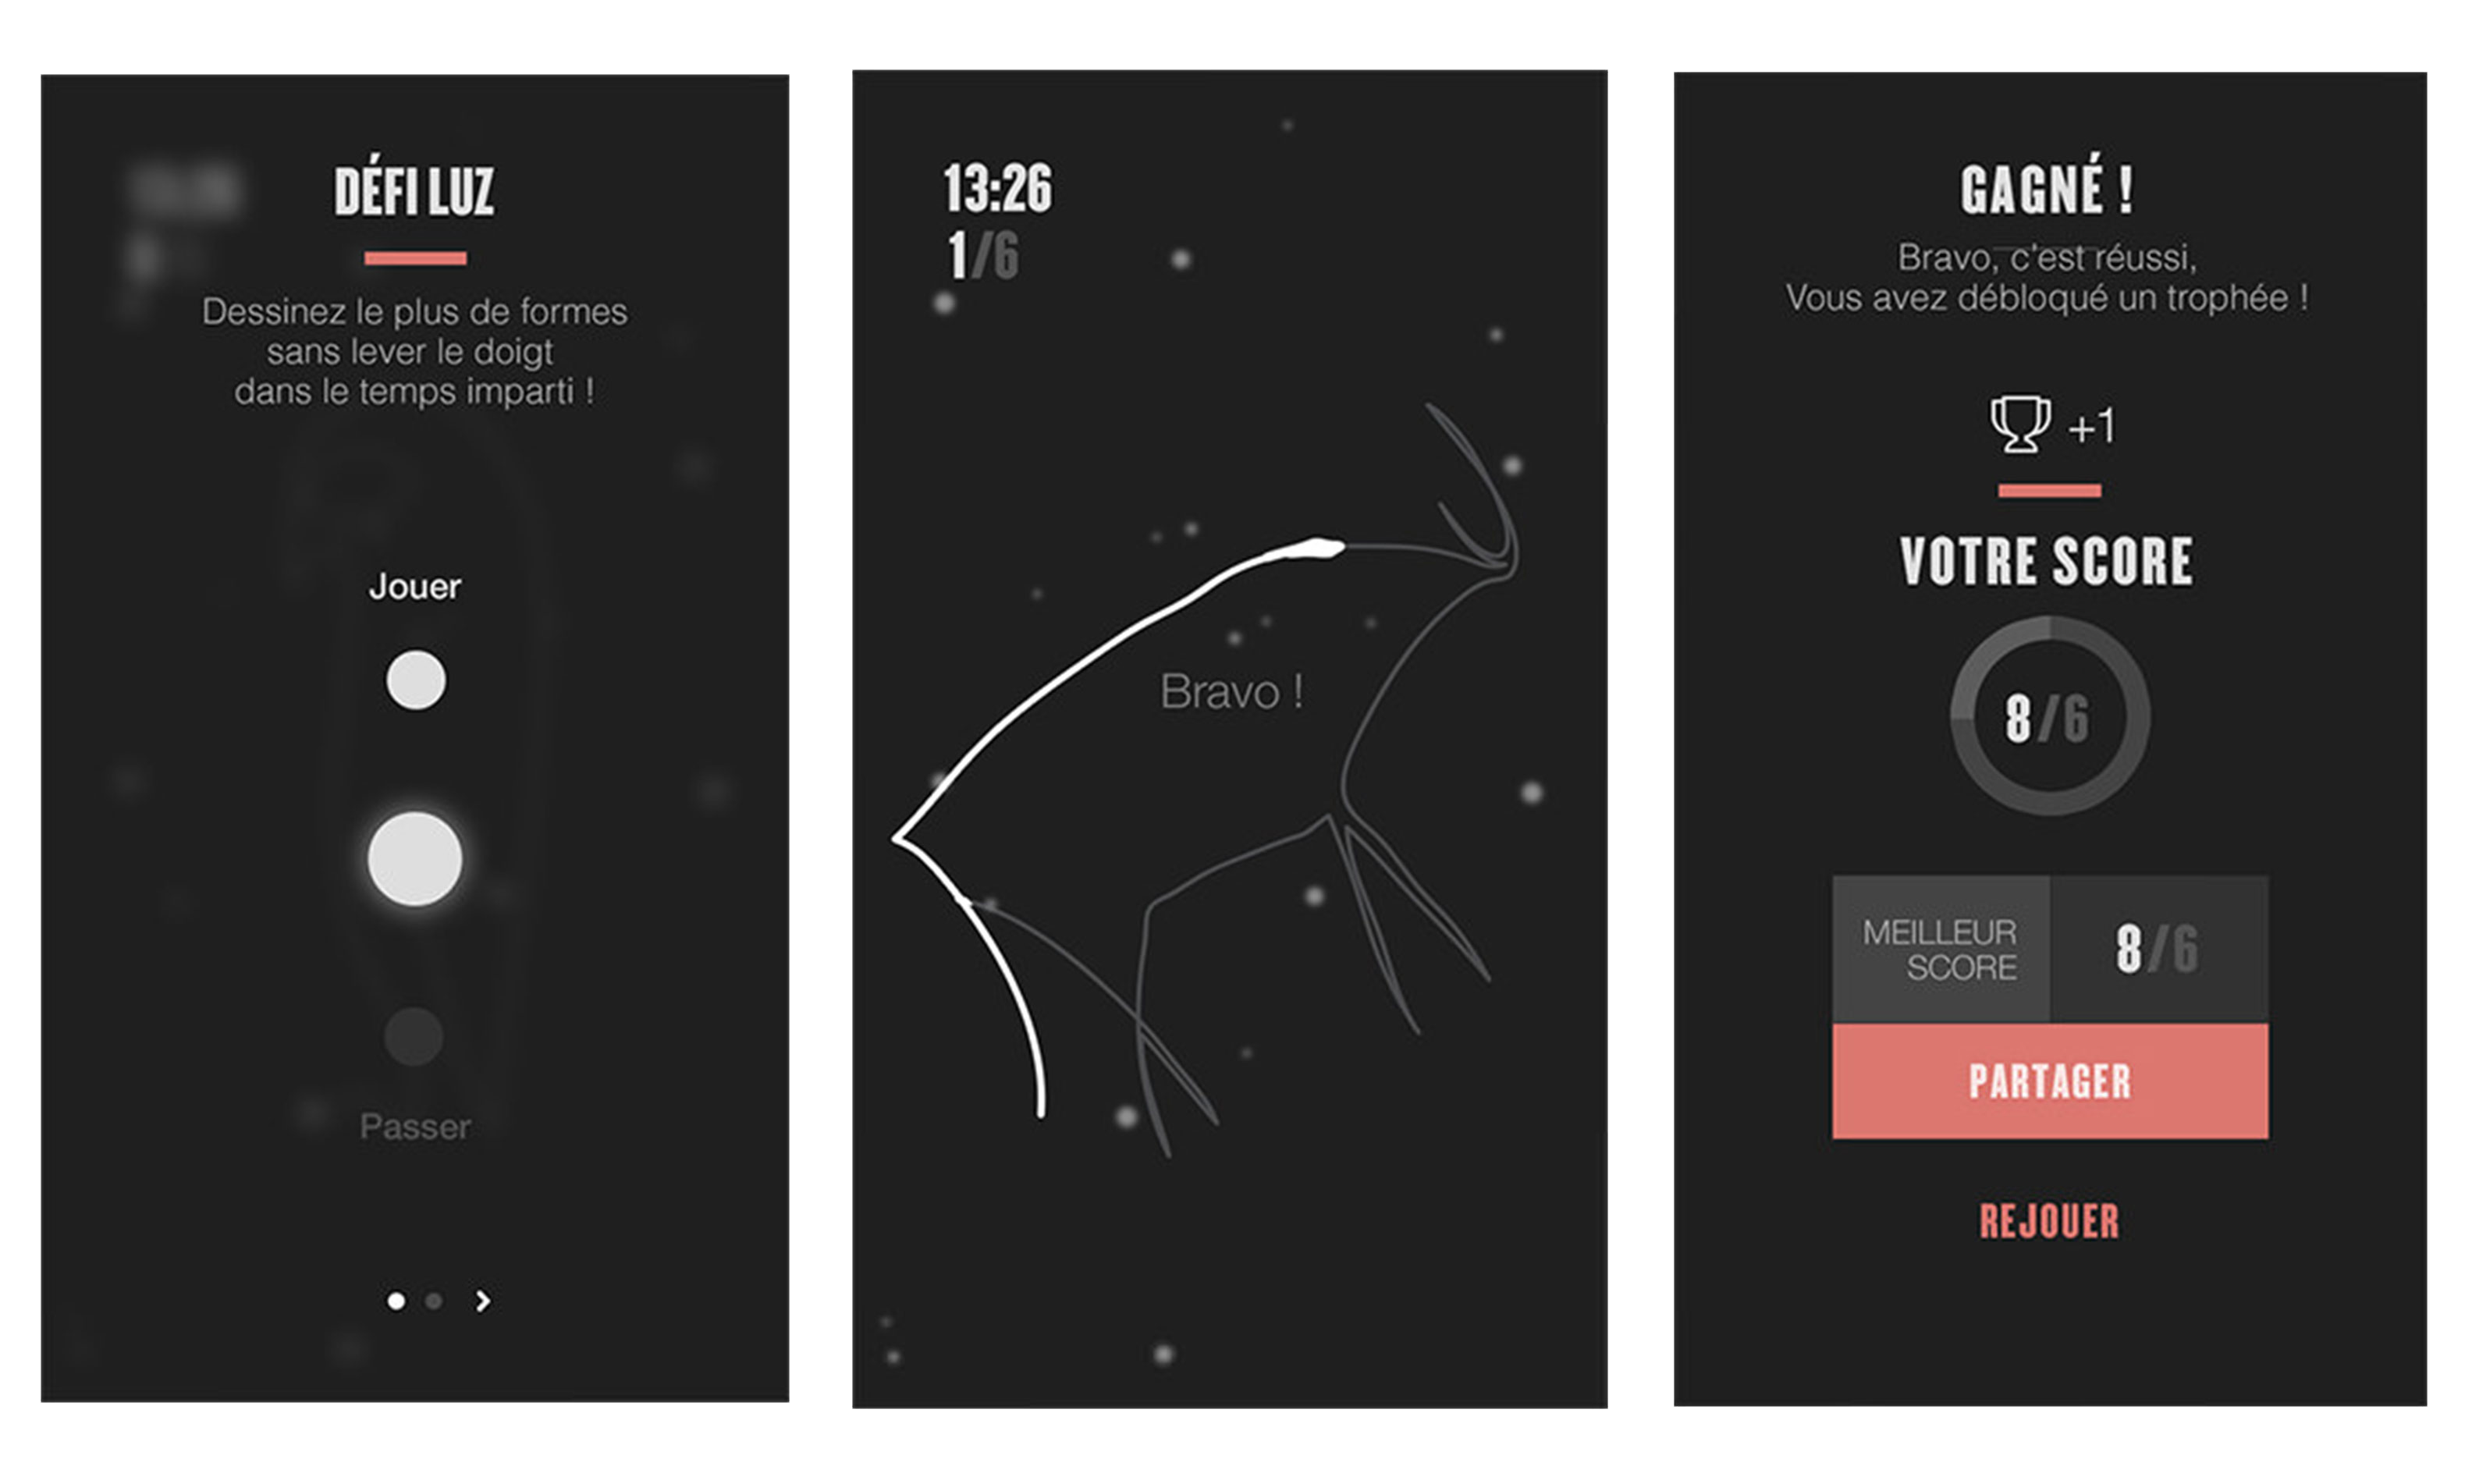 DÉFI LUZ
Dessinez le plus de formes
sans lever le doigt
dans le temps imparti !
Jouer
Passer
13:26
1/6
Bravo !
GAGNÉ !
Bravo, c'est réussi,
Vous avez débloqué un trophée !
+1
VOTRE SCORE
8/6
MEILLEUR
SCORE
8/6
PARTAGER
REJOUER